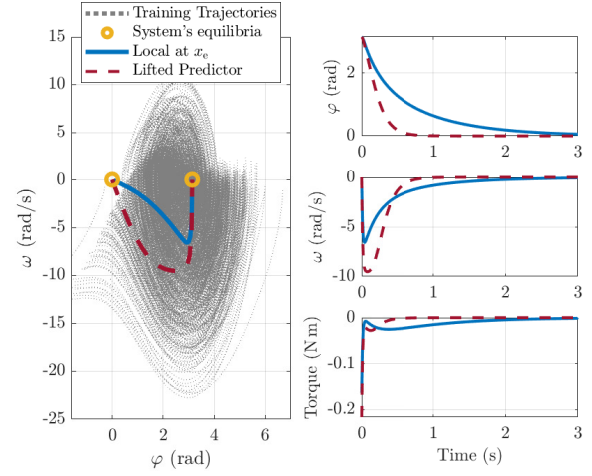 Training Trajectories
System's equilibria
Local at x_e
Lifted Predictor
15
10
5
0
-5
-10
-15
-20
-25
ω (rad/s)
0 2 4 6
φ (rad)
φ (rad)
2
0
0 1 2 3
ω (rad/s)
0
-5
-10
0 1 2 3
Torque (N m)
0
-0.1
-0.2
0 1 2 3
Time (s)